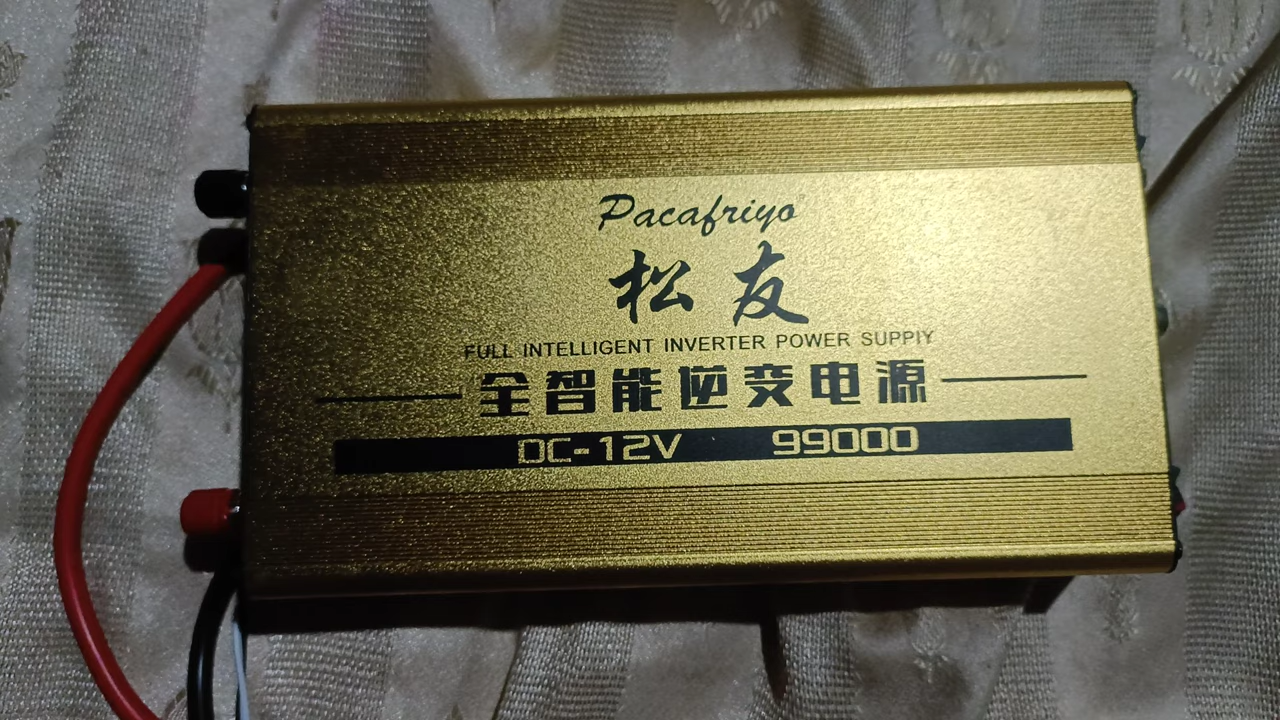 Pacafriyo
松友
FULL INTELLIGENT INVERTER POWER SUPPIY
全智能逆变电源
DC-12V 99000